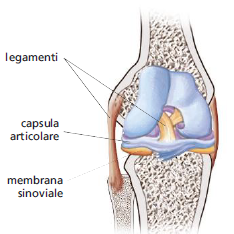 legamenti
capsula
articolare
membrana
sinoviale